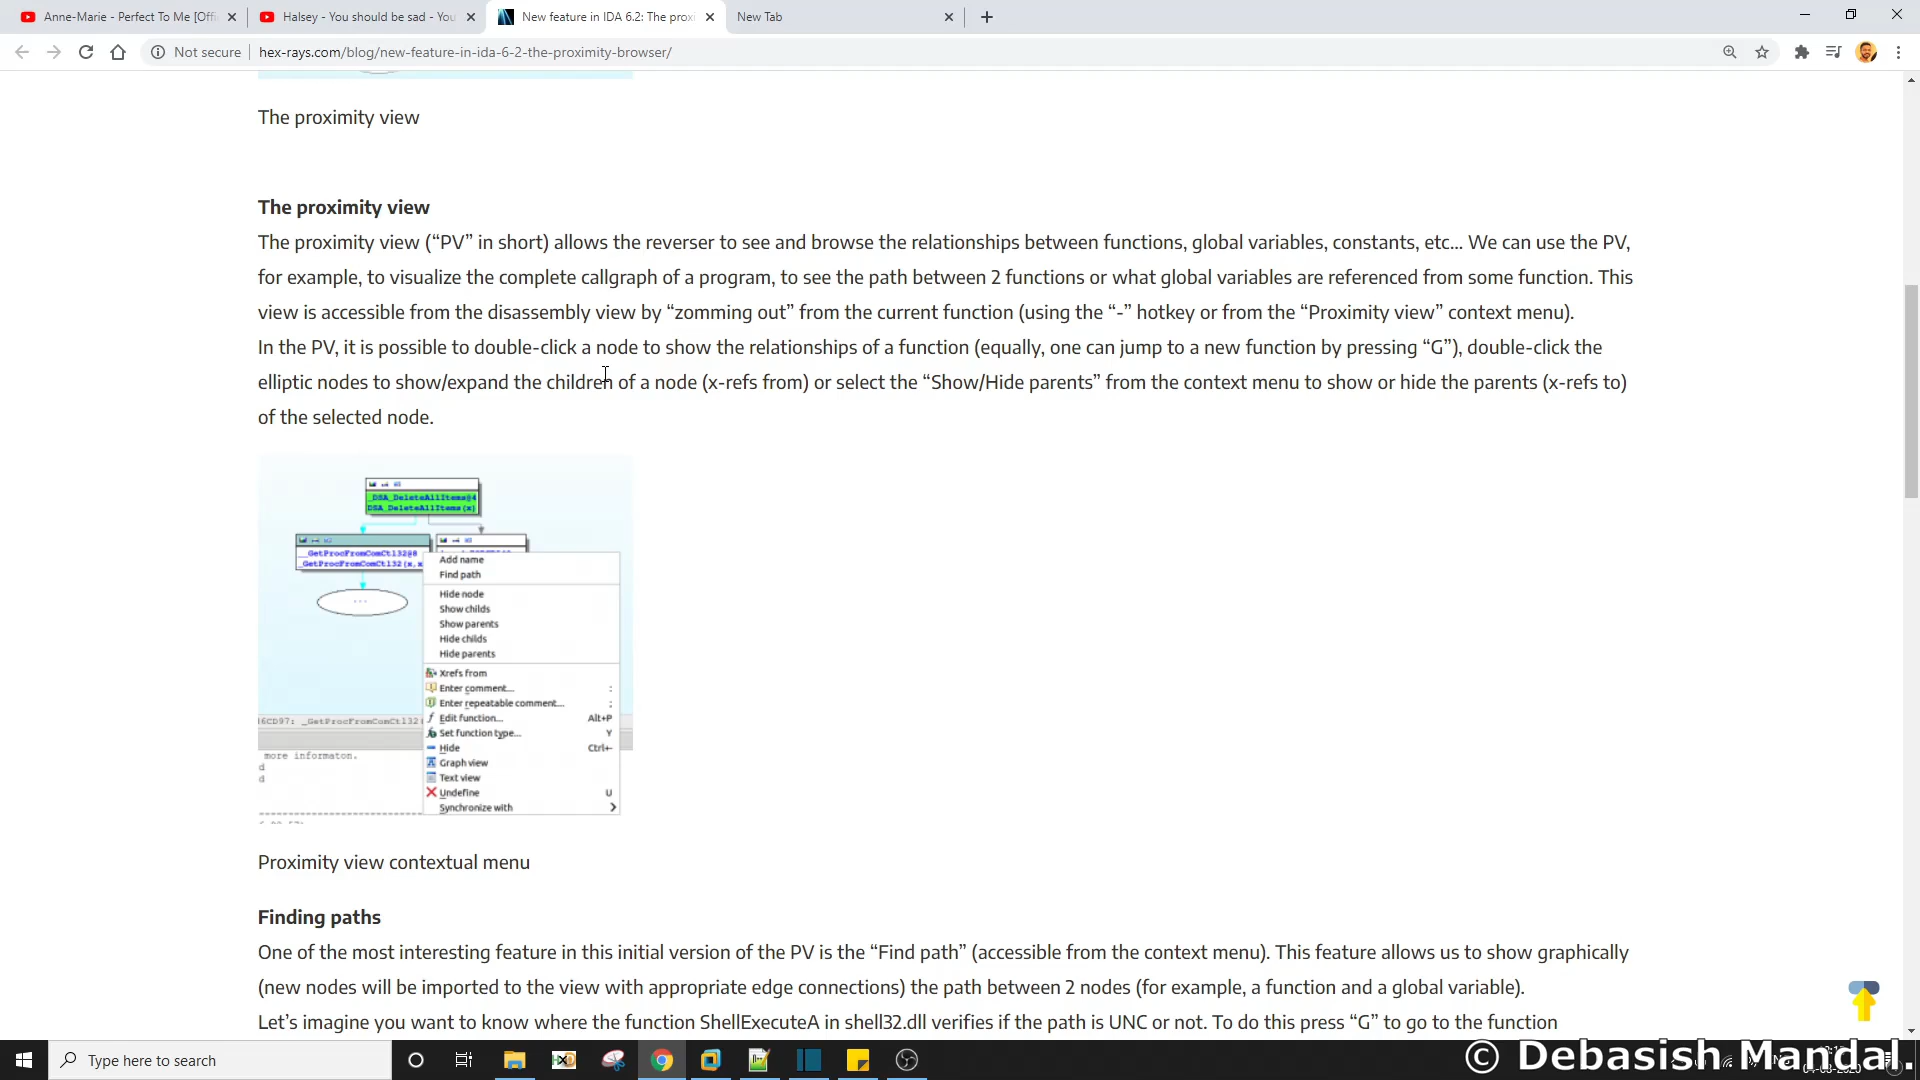 Anne-Marie - Perfect To Me [Offi
Halsey - You should be sad - You
New feature in IDA 6.2: The proxi
New Tab
Not secure
hex-rays.com/blog/new-feature-in-ida-6-2-the-proximity-browser/
The proximity view
The proximity view
The proximity view (“PV” in short) allows the reverser to see and browse the relationships between functions, global variables, constants, etc… We can use the PV,
for example, to visualize the complete callgraph of a program, to see the path between 2 functions or what global variables are referenced from some function. This
view is accessible from the disassembly view by “zomming out” from the current function (using the “-” hotkey or from the “Proximity view” context menu).
In the PV, it is possible to double-click a node to show the relationships of a function (equally, one can jump to a new function by pressing “G”), double-click the
elliptic nodes to show/expand the children of a node (x-refs from) or select the “Show/Hide parents” from the context menu to show or hide the parents (x-refs to)
of the selected node.
_DSA_DeleteAllItems@4
DSA_DeleteAllItems(x)
__GetProcFromComCtl32@8
_GetProcFromComCtl32(x,x
...
Add name
Find path
Hide node
Show childs
Show parents
Hide childs
Hide parents
Xrefs from
Enter comment... :
Enter repeatable comment... ;
Edit function... Alt+P
Set function type... Y
Hide Ctrl+-
Graph view
Text view
Undefine U
Synchronize with
6CD97: _GetProcFromComCtl32
more informaton.
d
d
Proximity view contextual menu
Finding paths
One of the most interesting feature in this initial version of the PV is the “Find path” (accessible from the context menu). This feature allows us to show graphically
(new nodes will be imported to the view with appropriate edge connections) the path between 2 nodes (for example, a function and a global variable).
Let’s imagine you want to know where the function ShellExecuteA in shell32.dll verifies if the path is UNC or not. To do this press “G” to go to the function
Type here to search
© Debasish Mandal.